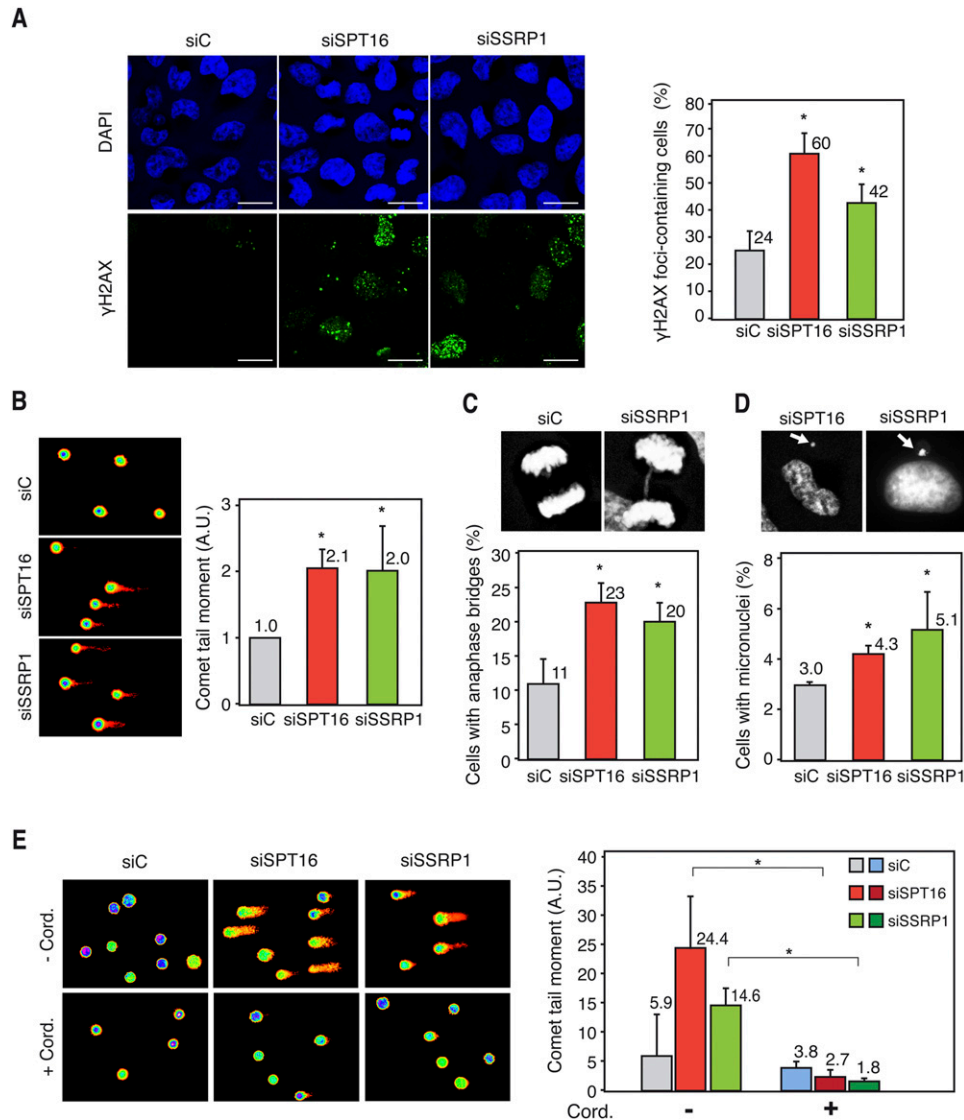 A
siC
siSPT16
siSSRP1
DAPI
γH2AX
γH2AX foci-containing cells (%)
80
70
60
50
40
30
20
10
0
24
*
60
*
42
siC
siSPT16
siSSRP1
B
siC
siSPT16
siSSRP1
Comet tail moment (A.U.)
3
2
1
0
1.0
*
2.1
*
2.0
siC
siSPT16
siSSRP1
C
siC
siSSRP1
Cells with anaphase bridges (%)
30
25
20
15
10
5
0
11
*
23
*
20
siC
siSPT16
siSSRP1
D
siSPT16
siSSRP1
Cells with micronuclei (%)
8
6
4
2
0
3.0
*
4.3
*
5.1
siC
siSPT16
siSSRP1
E
siC
siSPT16
siSSRP1
- Cord.
+ Cord.
Comet tail moment (A.U.)
40
35
30
25
20
15
10
5
0
*
*
siC
siSPT16
siSSRP1
5.9
24.4
14.6
3.8
2.7
1.8
Cord.
-
+